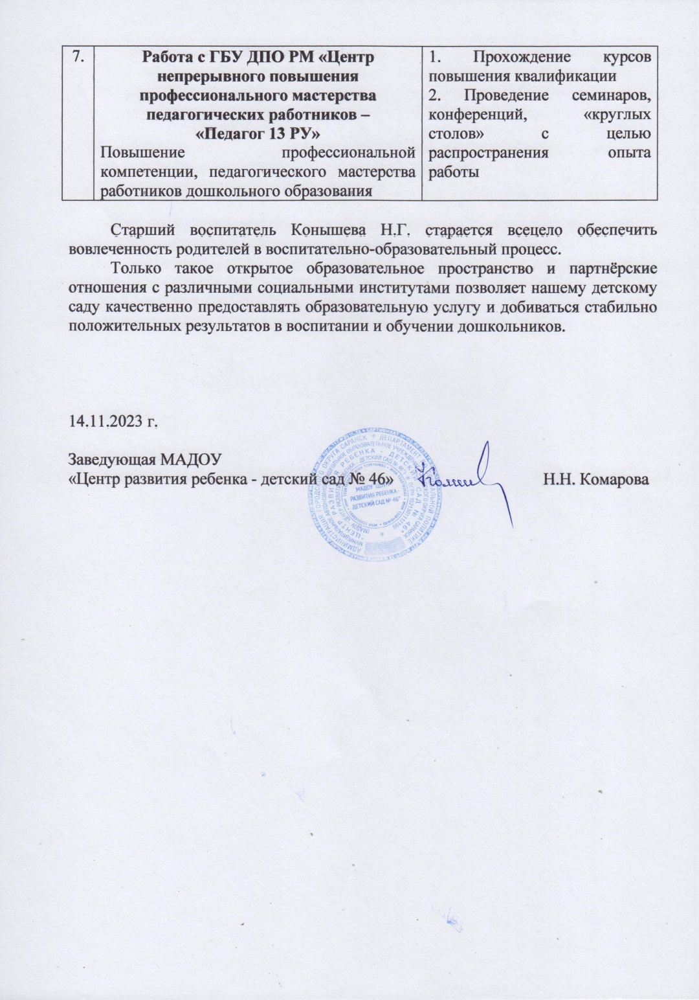 7.
Работа с ГБУ ДПО РМ «Центр
непрерывного повышения
профессионального мастерства
педагогических работников –
«Педагог 13 РУ»
Повышение профессиональной
компетенции, педагогического мастерства
работников дошкольного образования
1. Прохождение курсов
повышения квалификации
2. Проведение семинаров,
конференций, «круглых
столов» с целью
распространения опыта
работы
Старший воспитатель Конышева Н.Г. старается всецело обеспечить
вовлеченность родителей в воспитательно-образовательный процесс.
Только такое открытое образовательное пространство и партнёрские
отношения с различными социальными институтами позволяет нашему детскому
саду качественно предоставлять образовательную услугу и добиваться стабильно
положительных результатов в воспитании и обучении дошкольников.
14.11.2023 г.
Заведующая МАДОУ
«Центр развития ребенка - детский сад № 46»
Н.Н. Комарова
МАДОУ "ЦЕНТР
РАЗВИТИЯ РЕБЕНКА -
ДЕТСКИЙ САД № 46"